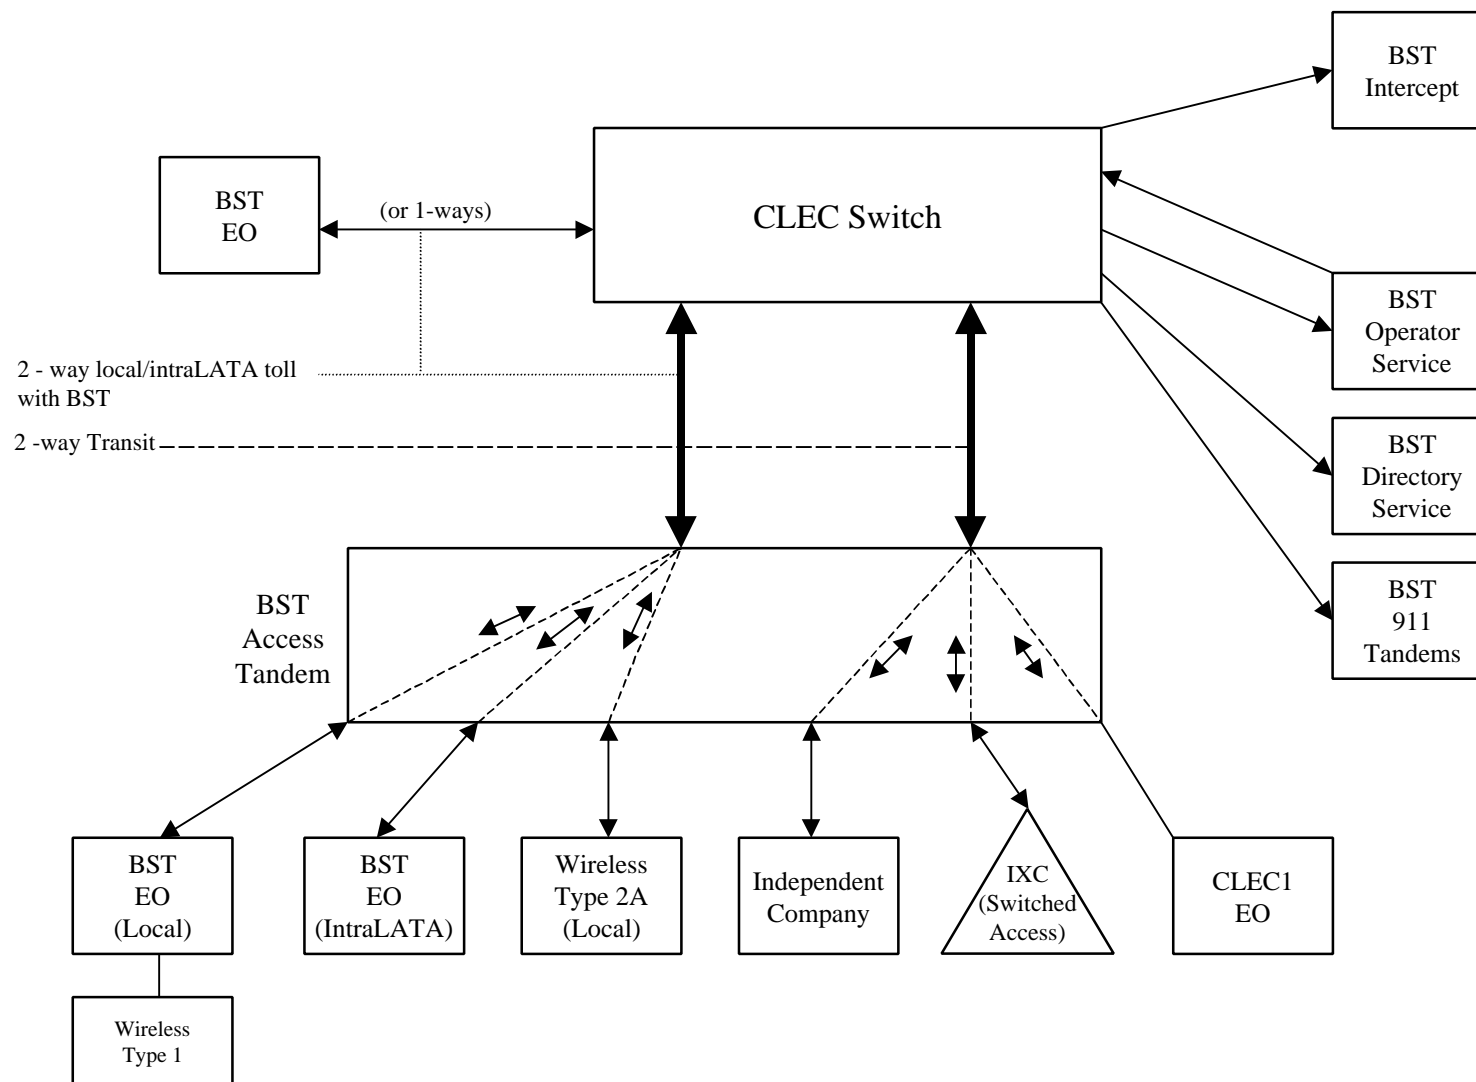 BST
Intercept
BST
EO
(or 1-ways)
CLEC Switch
BST
Operator
Service
2 - way local/intraLATA toll
with BST
2 -way Transit
BST
Directory
Service
BST
911
Tandems
BST
Access
Tandem
BST
EO
(Local)
BST
EO
(IntraLATA)
Wireless
Type 2A
(Local)
Independent
Company
IXC
(Switched
Access)
CLEC1
EO
Wireless
Type 1